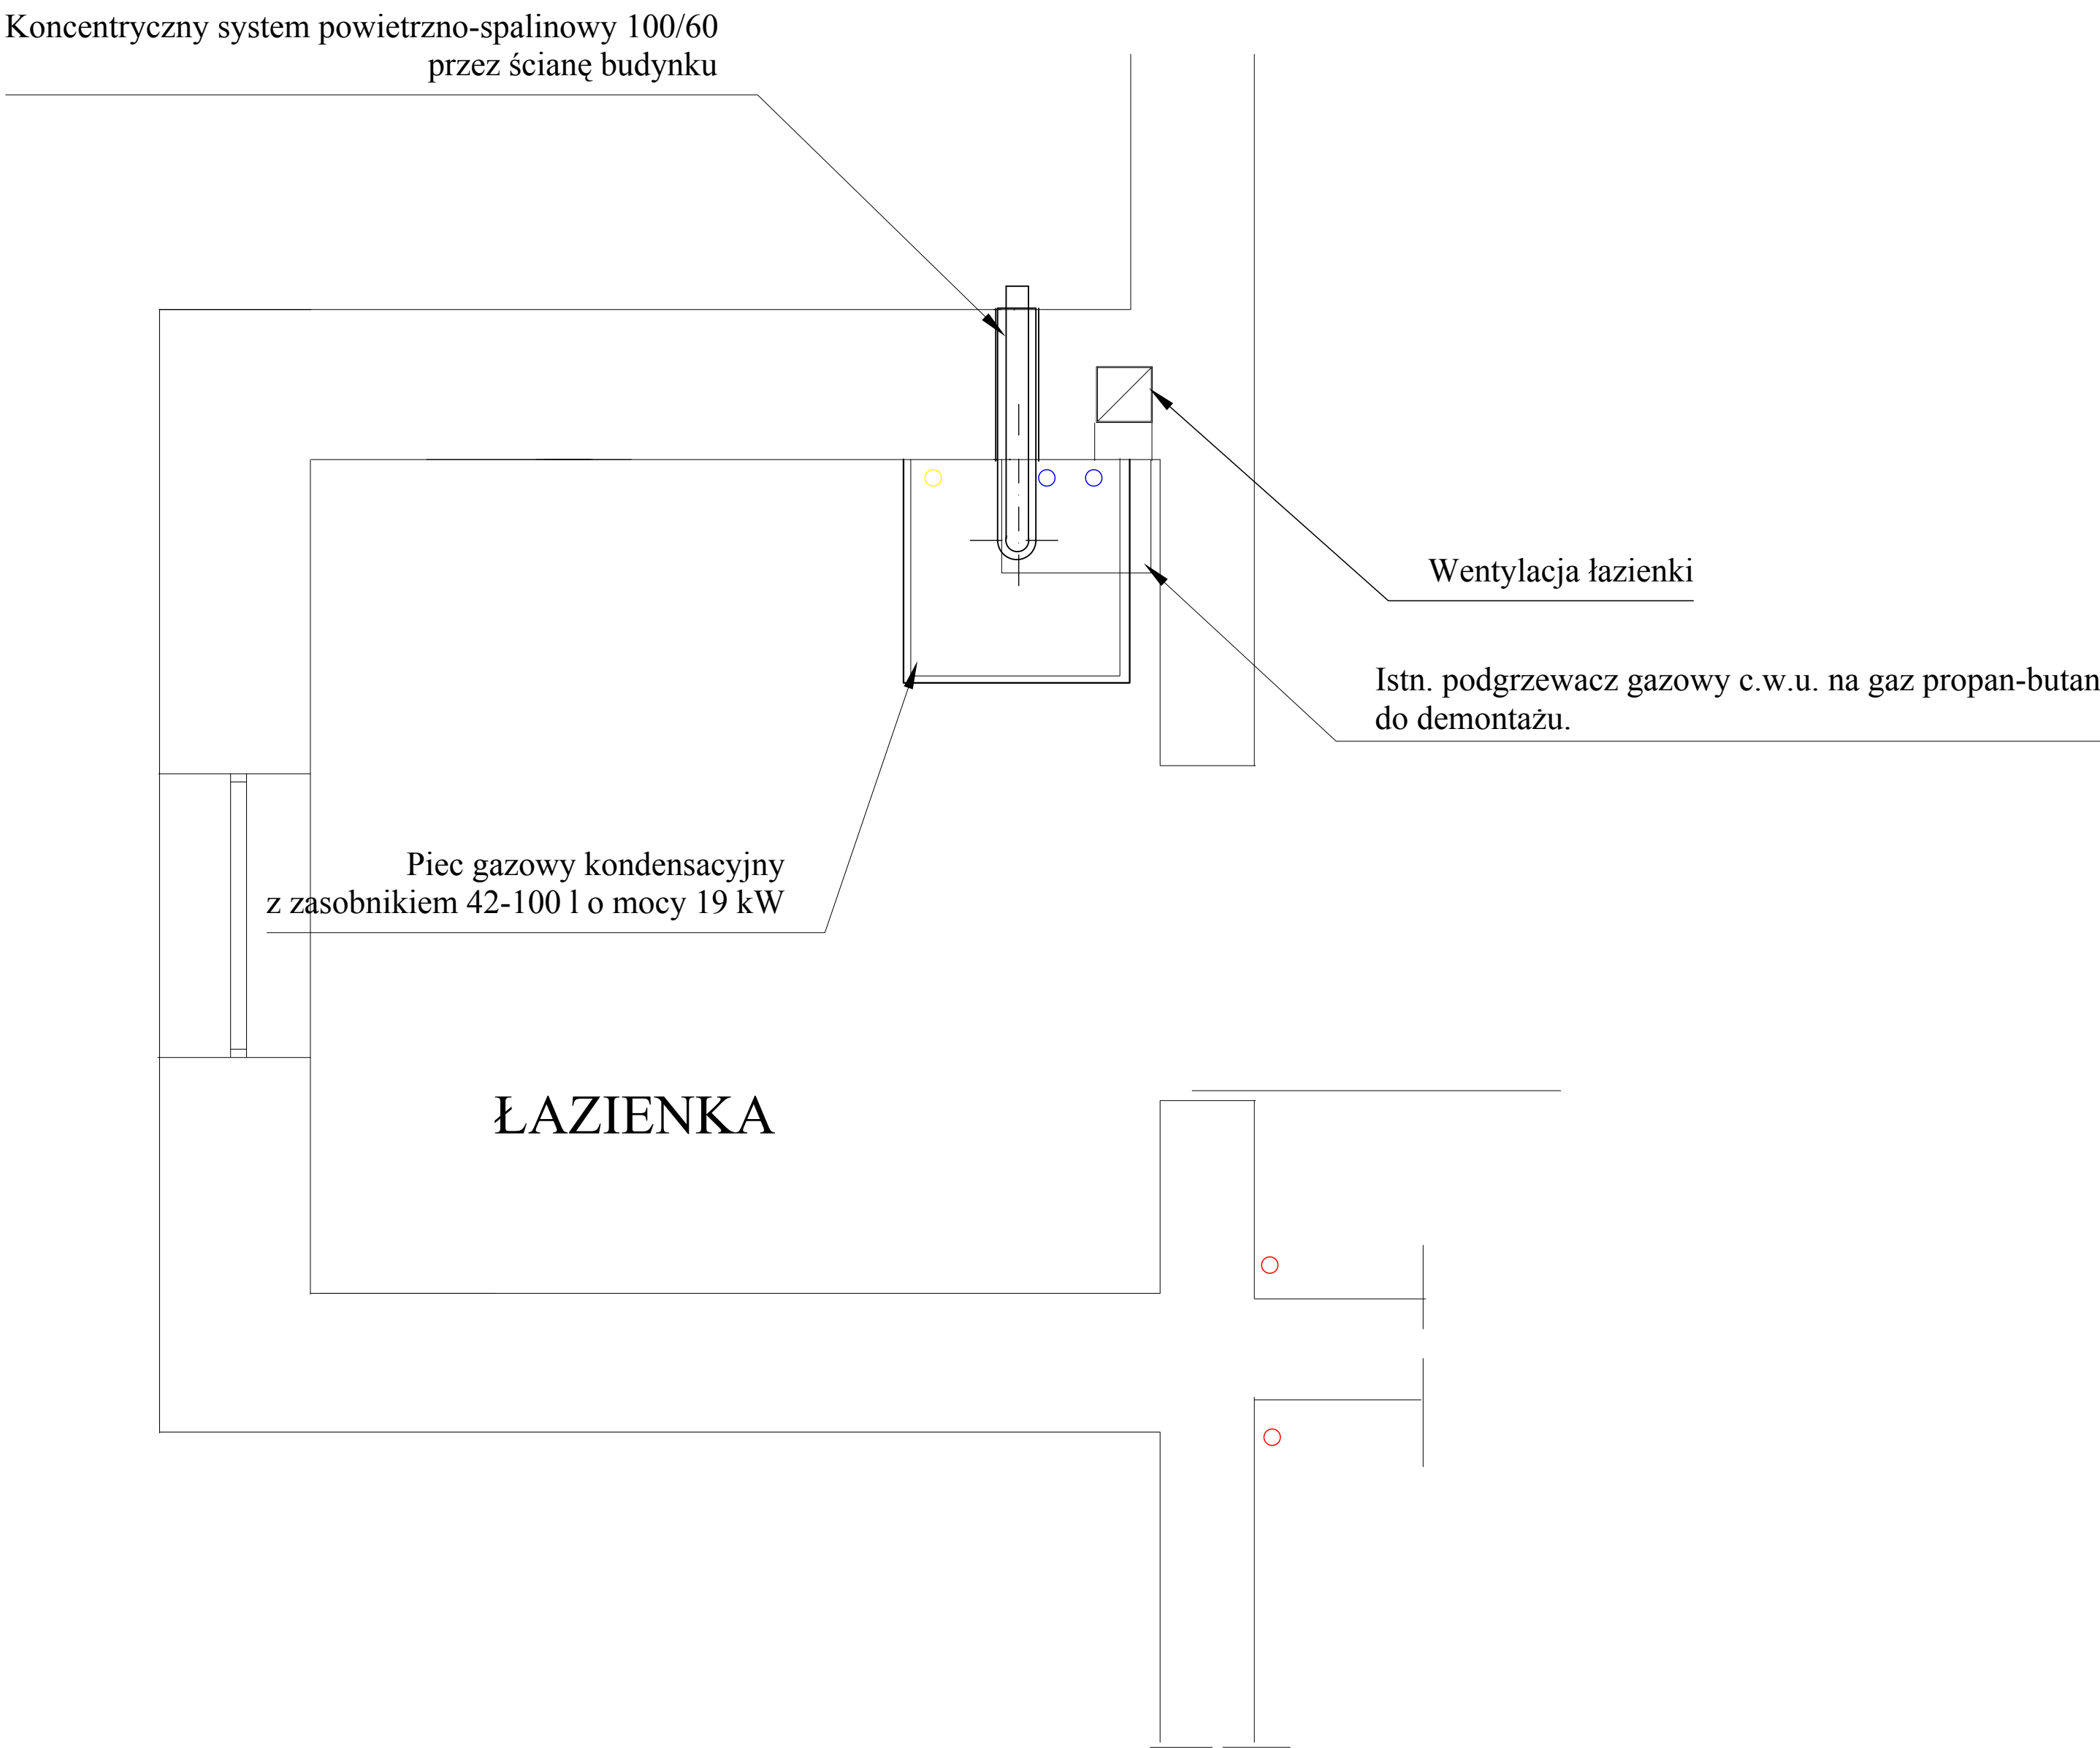 Koncentryczny system powietrzno-spalinowy 100/60
przez ścianę budynku
Wentylacja łazienki
Istn. podgrzewacz gazowy c.w.u. na gaz propan-butan
do demontażu.
Piec gazowy kondensacyjny
z zasobnikiem 42-100 l o mocy 19 kW
ŁAZIENKA